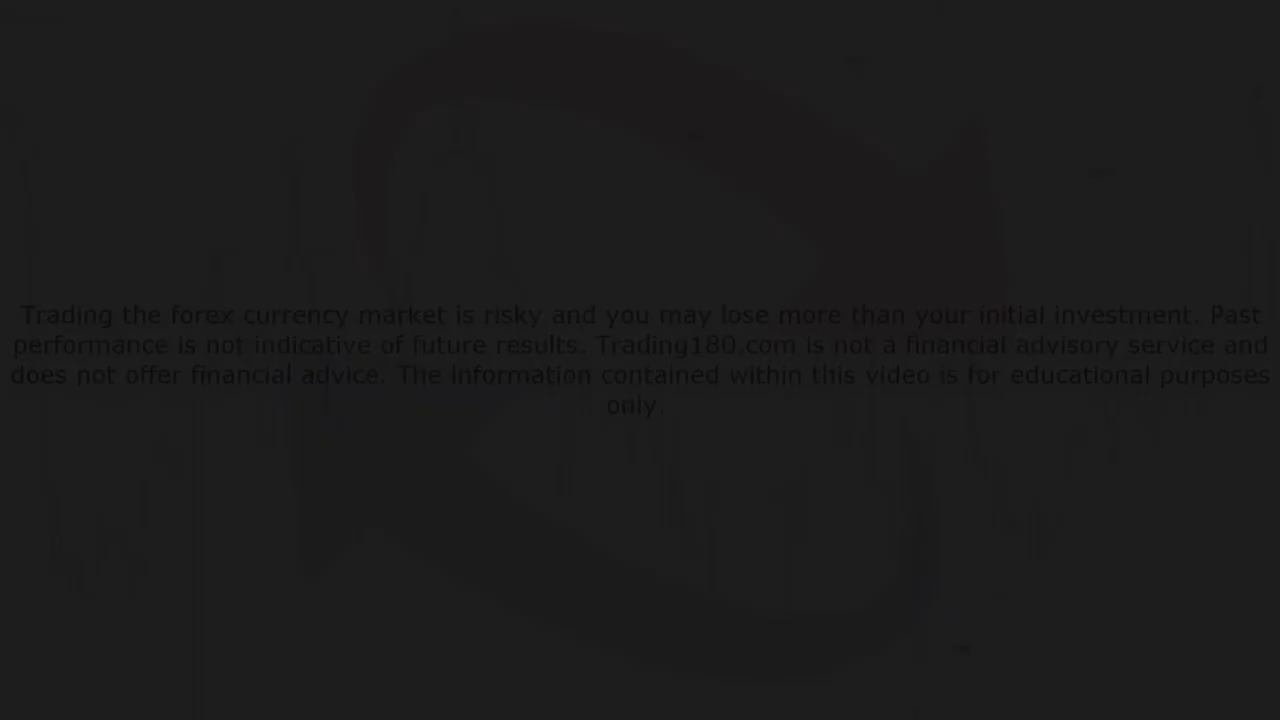 Trading the forex currency market is risky and you may lose more than your initial investment. Past
performance is not indicative of future results. Trading180.com is not a financial advisory service and
does not offer financial advice. The information contained within this video is for educational purposes
only.